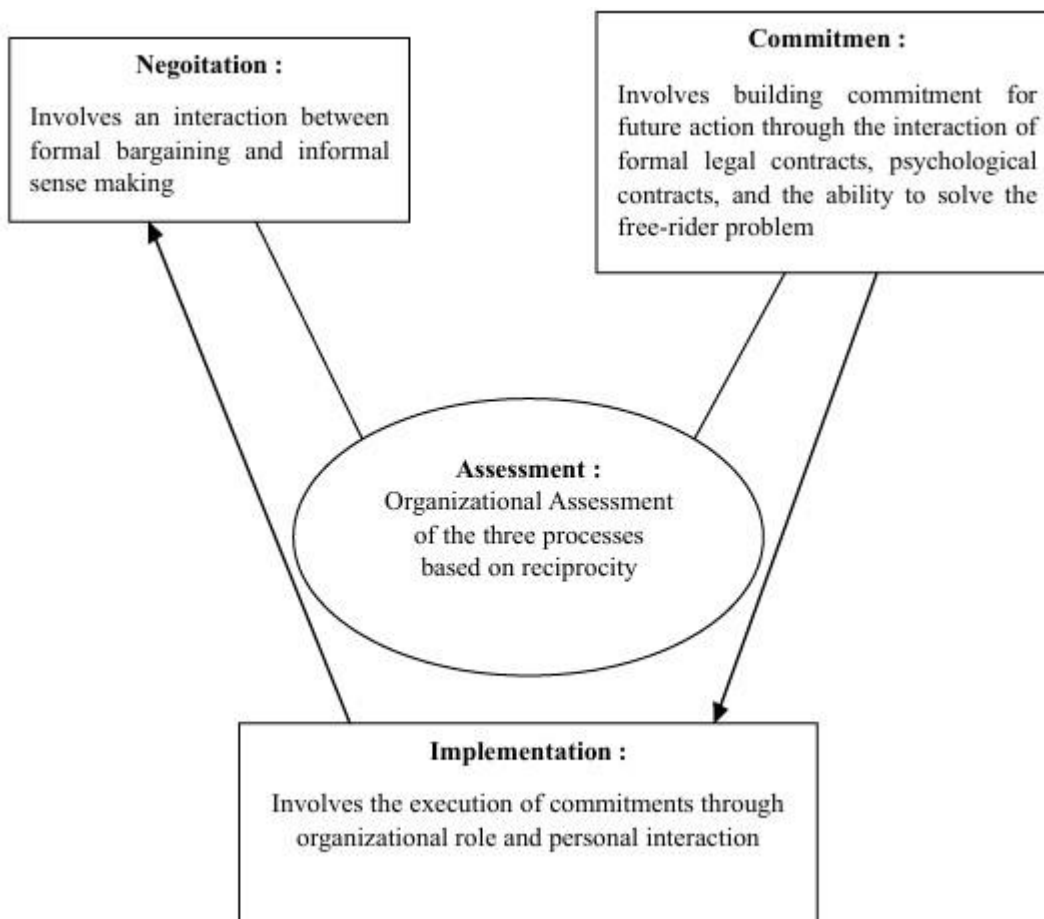 Negoitation :
Involves an interaction between
formal bargaining and informal
sense making
Commitmen :
Involves building commitment for
future action through the interaction of
formal legal contracts, psychological
contracts, and the ability to solve the
free-rider problem
Assessment :
Organizational Assessment
of the three processes
based on reciprocity
Implementation :
Involves the execution of commitments through
organizational role and personal interaction